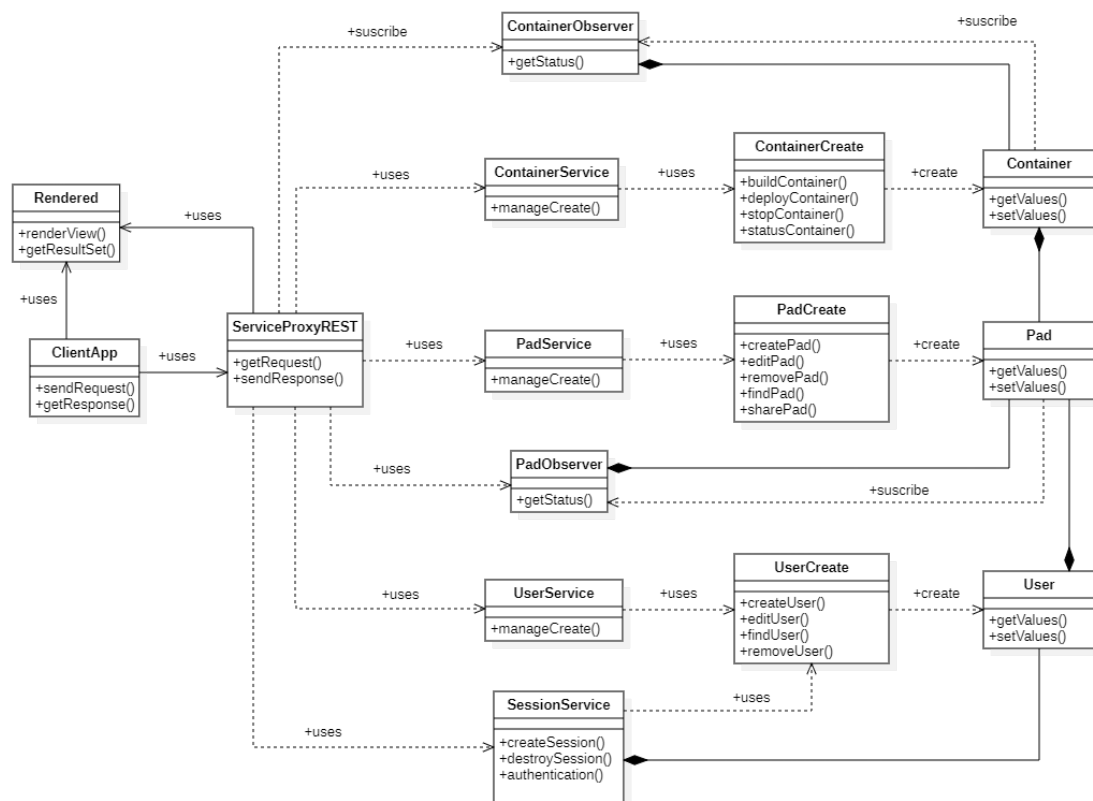 +suscribe
ContainerObserver
+getStatus()
+suscribe
+uses
ContainerService
+manageCreate()
+uses
ContainerCreate
+buildContainer()
+deployContainer()
+stopContainer()
+statusContainer()
+create
Container
+getValues()
+setValues()
Rendered
+renderView()
+getResultSet()
+uses
+uses
ClientApp
+sendRequest()
+getResponse()
+uses
ServiceProxyREST
+getRequest()
+sendResponse()
+uses
PadService
+manageCreate()
+uses
PadCreate
+createPad()
+editPad()
+removePad()
+findPad()
+sharePad()
+create
Pad
+getValues()
+setValues()
+uses
PadObserver
+getStatus()
+suscribe
+uses
UserService
+manageCreate()
+uses
UserCreate
+createUser()
+editUser()
+findUser()
+removeUser()
+create
User
+getValues()
+setValues()
+uses
SessionService
+createSession()
+destroySession()
+authentication()
+uses